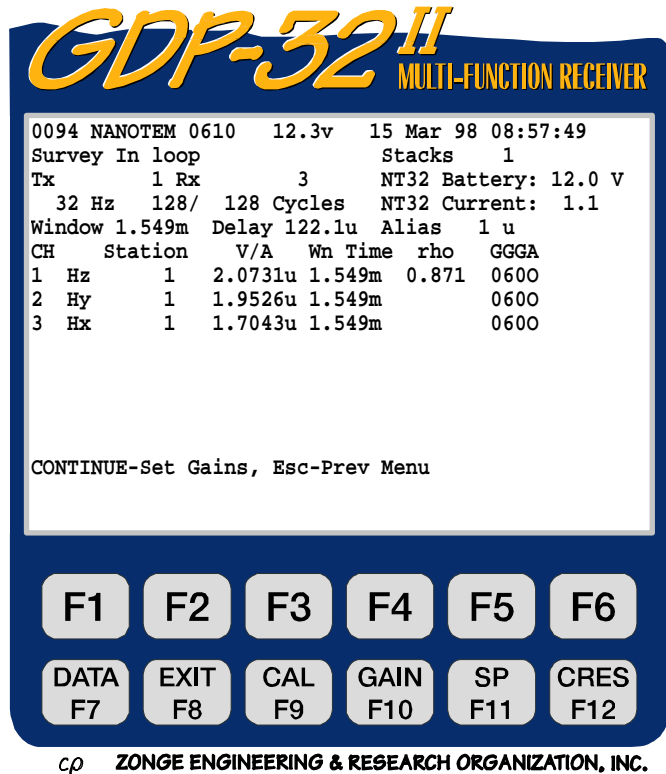 GDP-32 II
MULTI-FUNCTION RECEIVER
0094 NANOTEM 0610 12.3v 15 Mar 98 08:57:49
Survey In loop Stacks 1
Tx 1 Rx 3 NT32 Battery: 12.0 V
32 Hz 128/ 128 Cycles NT32 Current: 1.1
Window 1.549m Delay 122.1u Alias 1 u
CH Station V/A Wn Time rho GGGA
1 Hz 1 2.0731u 1.549m 0.871 060O
2 Hy 1 1.9526u 1.549m 060O
3 Hx 1 1.7043u 1.549m 060O
CONTINUE-Set Gains, Esc-Prev Menu
F1 F2 F3 F4 F5 F6
DATA EXIT CAL GAIN SP CRES
F7 F8 F9 F10 F11 F12
ZONGE ENGINEERING & RESEARCH ORGANIZATION, INC.